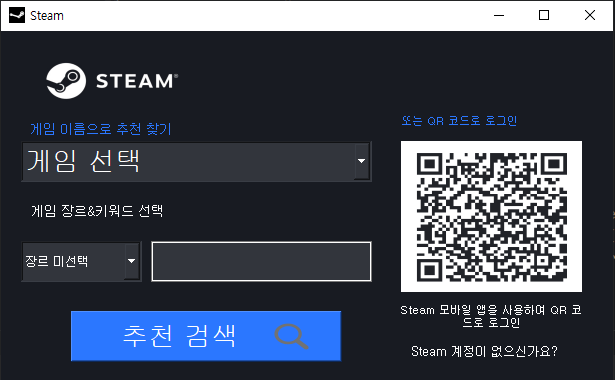 Steam
STEAM®
게임 이름으로 추천 찾기
게임 선택
게임 장르&키워드 선택
장르 미선택
추천 검색
또는 QR 코드로 로그인
Steam 모바일 앱을 사용하여 QR 코
드로 로그인
Steam 계정이 없으신가요?